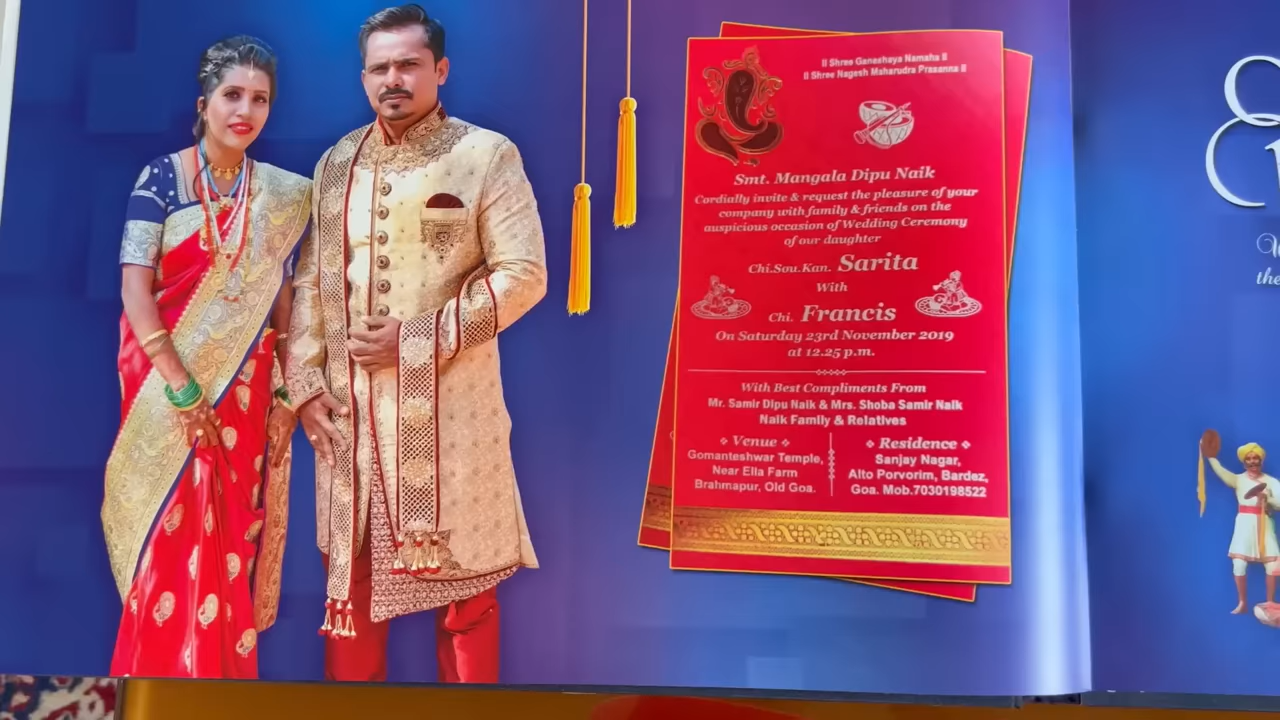 || Shree Ganeshaya Namaha ||
|| Shree Nagesh Maharudra Prasanna ||
Smt. Mangala Dipu Naik
Cordially invite & request the pleasure of your
company with family & friends on the
auspicious occasion of Wedding Ceremony
of our daughter
Chi.Sou.Kan. Sarita
With
Chi. Francis
On Saturday 23rd November 2019
at 12.25 p.m.
With Best Compliments From
Mr. Samir Dipu Naik & Mrs. Shoba Samir Naik
Naik Family & Relatives
Venue
Gomanteshwar Temple,
Near Ella Farm
Brahmapur, Old Goa.
Residence
Sanjay Nagar,
Alto Porvorim, Bardez,
Goa. Mob.7030198522
the